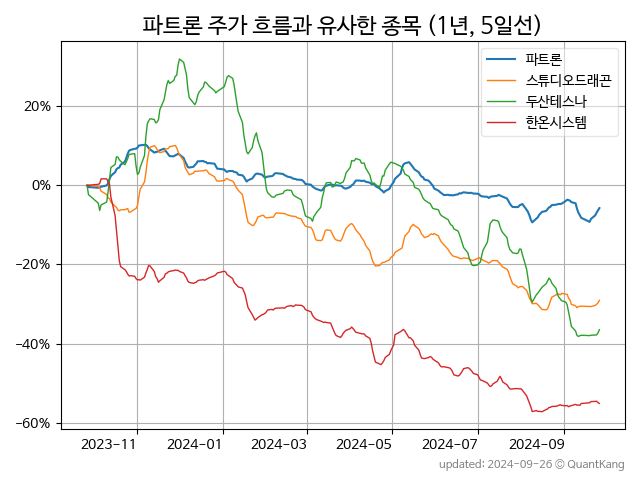 파트론 주가 흐름과 유사한 종목 (1년, 5일선)
파트론
스튜디오드래곤
두산테스나
한온시스템
20%
0%
−20%
−40%
−60%
2023−11
2024−01
2024−03
2024−05
2024−07
2024−09
updated: 2024-09-26 © QuantKang